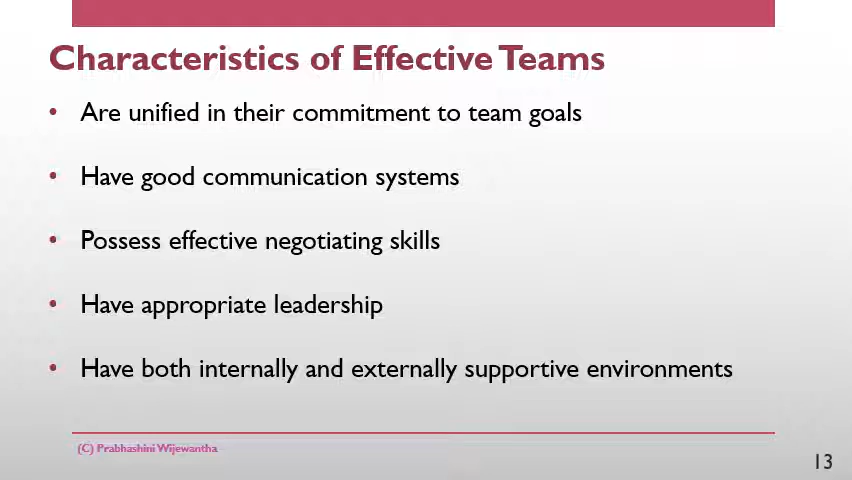 Characteristics of Effective Teams
• Are unified in their commitment to team goals
• Have good communication systems
• Possess effective negotiating skills
• Have appropriate leadership
• Have both internally and externally supportive environments
(C) Prabhashini Wijewantha
13